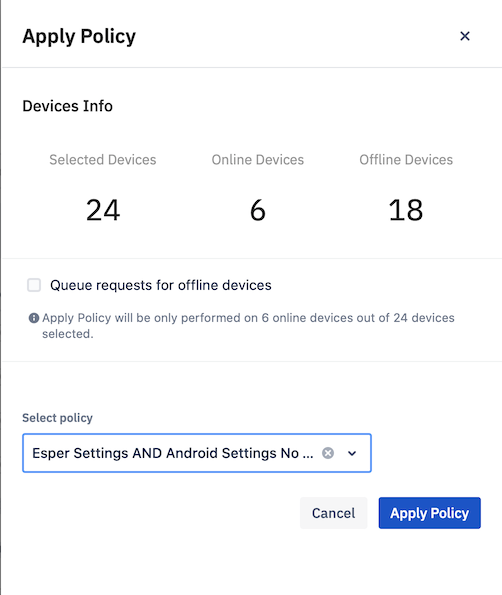 Apply Policy
Devices Info
Selected Devices
Online Devices
Offline Devices
24
6
18
Queue requests for offline devices
Apply Policy will be only performed on 6 online devices out of 24 devices
selected.
Select policy
Esper Settings AND Android Settings No ...
Cancel
Apply Policy